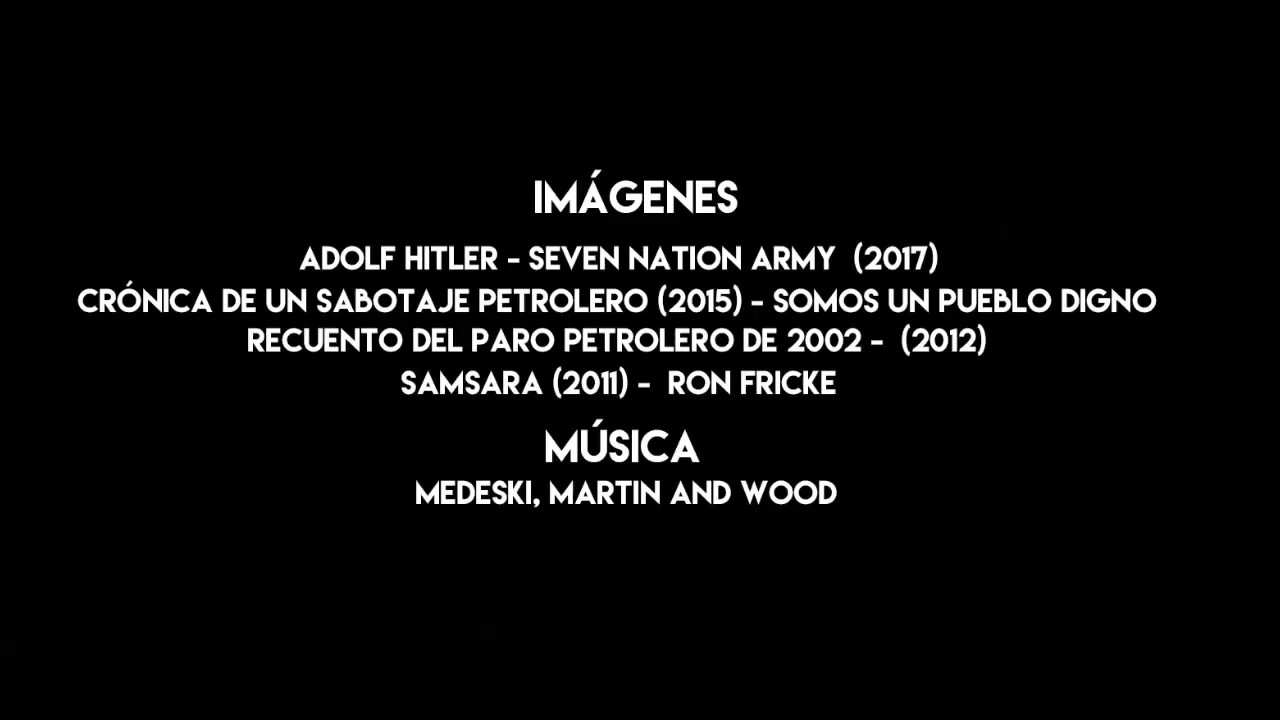 IMÁGENES
ADOLF HITLER - SEVEN NATION ARMY (2017)
CRÓNICA DE UN SABOTAJE PETROLERO (2015) - SOMOS UN PUEBLO DIGNO
RECUENTO DEL PARO PETROLERO DE 2002 - (2012)
SAMSARA (2011) - RON FRICKE
MÚSICA
MEDESKI, MARTIN AND WOOD